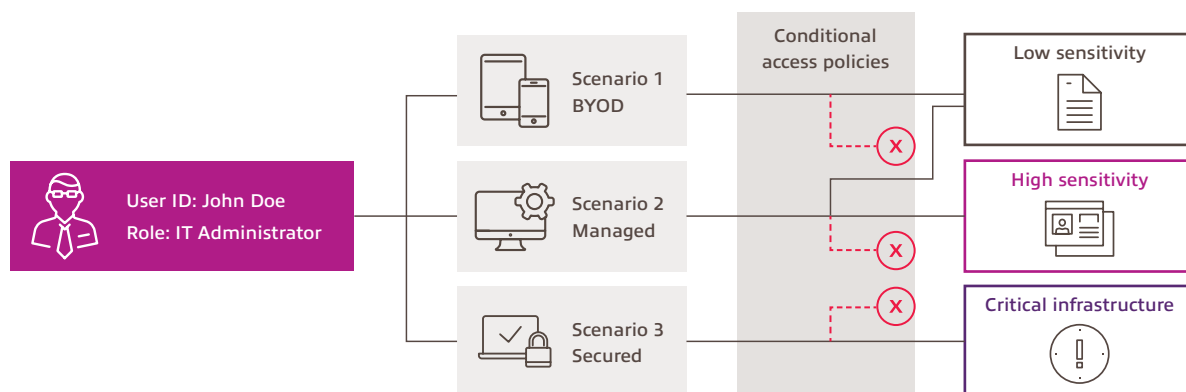 User ID: John Doe
Role: IT Administrator
Scenario 1
BYOD
Scenario 2
Managed
Scenario 3
Secured
Conditional
access policies
X
X
X
Low sensitivity
High sensitivity
Critical infrastructure
!